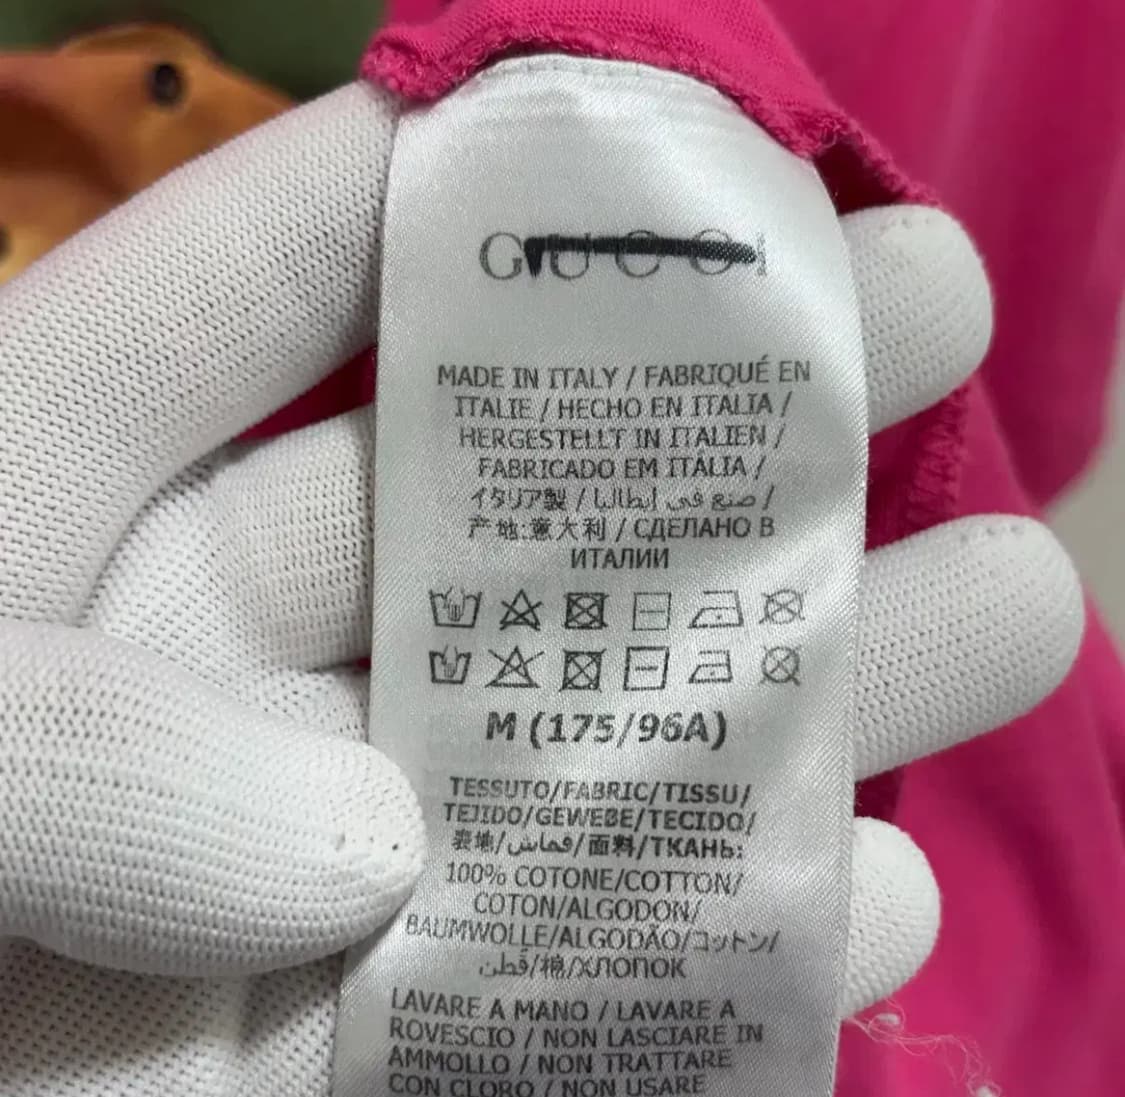 GUCCI
MADE IN ITALY / FABRIQUÉ EN
ITALIE / HECHO EN ITALIA /
HERGESTELLT IN ITALIEN /
FABRICADO EM ITÁLIA /
イタリア製 / صنع في إيطاليا /
产地:意大利 / СДЕЛАНО В
ИТАЛИИ
M (175/96A)
TESSUTO/FABRIC/TISSU/
TEJIDO/GEWEBE/TECIDO/
表地/قماش/面料/ТКАНЬ:
100% COTONE/COTTON/
COTON/ALGODON/
BAUMWOLLE/ALGODÃO/コットン/
قُطن/棉/ХЛОПОК
LAVARE A MANO / LAVARE A
ROVESCIO / NON LASCIARE IN
AMMOLLO / NON TRATTARE
CON CLORO / NON USARE